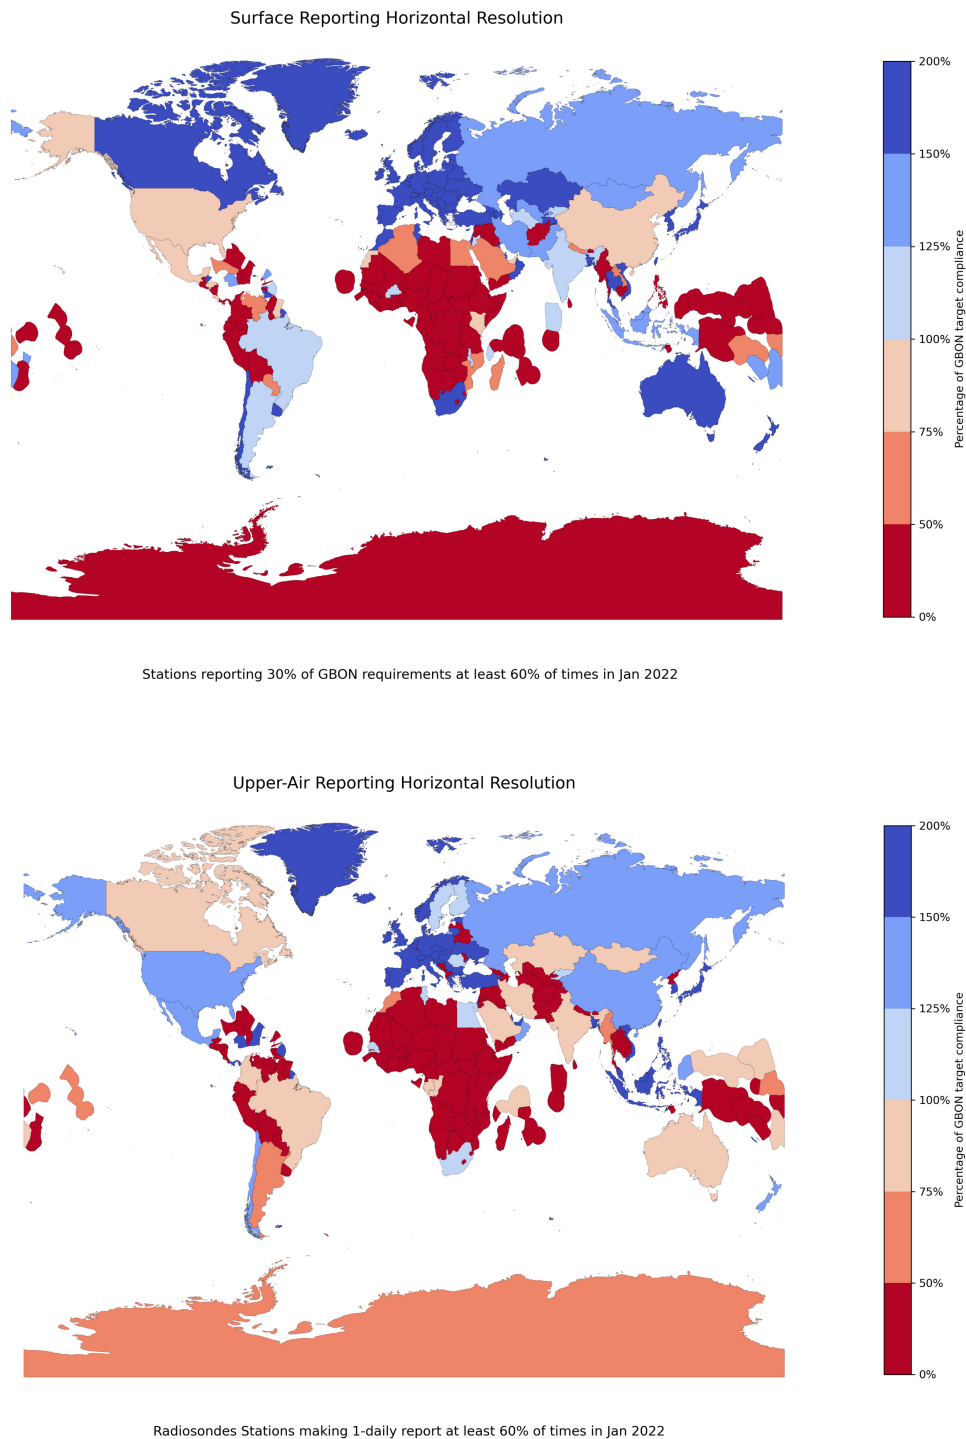 Surface Reporting Horizontal Resolution
200%
150%
125%
100%
75%
50%
0%
Percentage of GBON target compliance
Stations reporting 30% of GBON requirements at least 60% of times in Jan 2022
Upper-Air Reporting Horizontal Resolution
200%
150%
125%
100%
75%
50%
0%
Percentage of GBON target compliance
Radiosondes Stations making 1-daily report at least 60% of times in Jan 2022